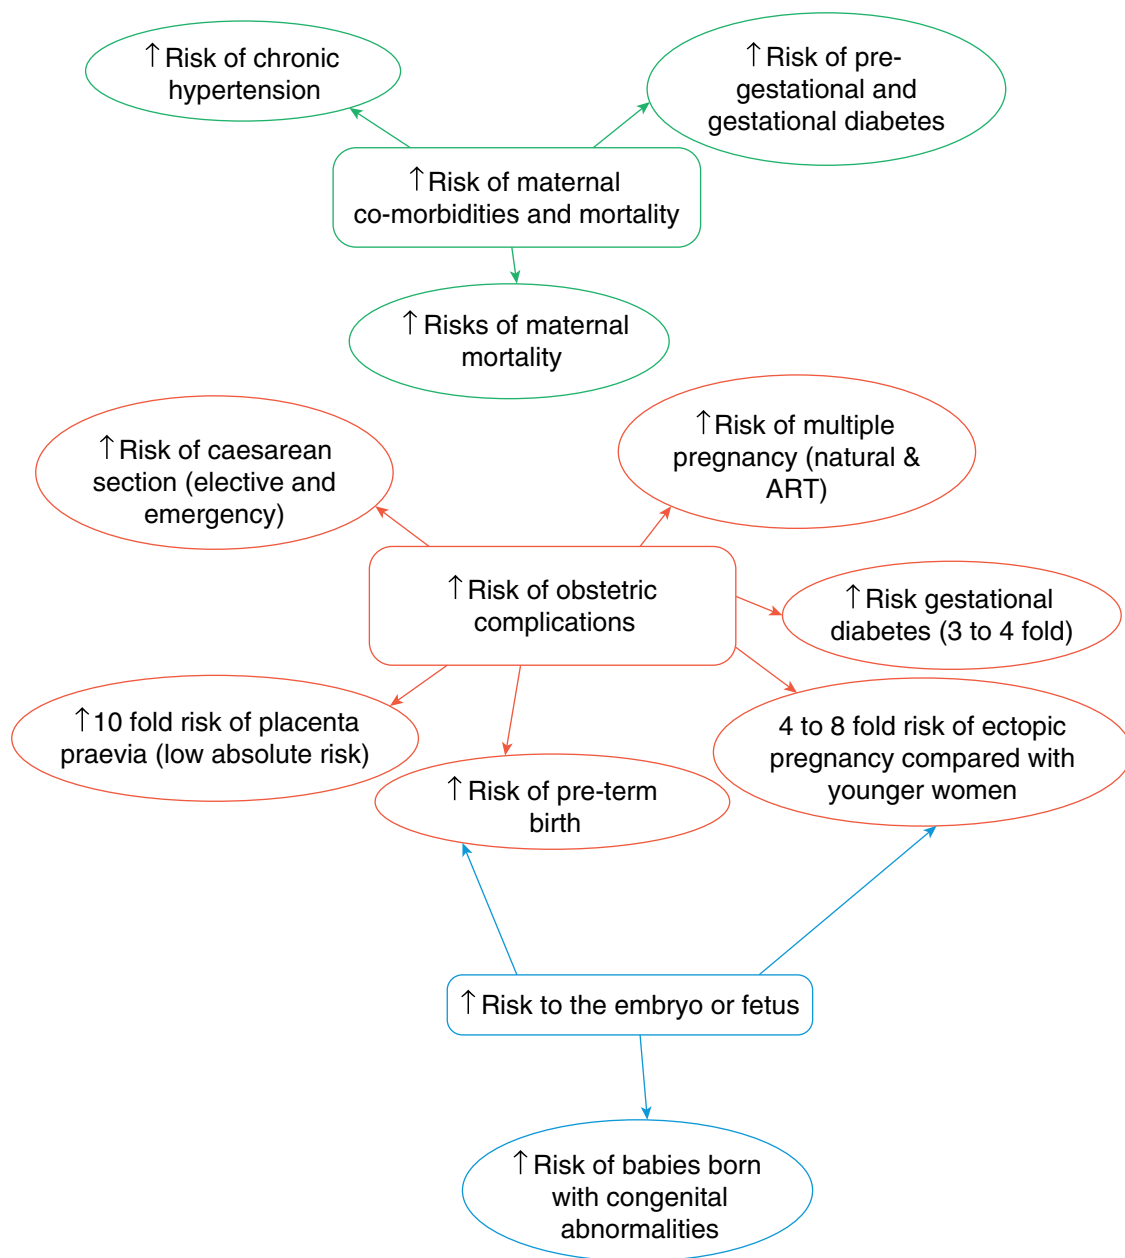 ↑Risk of chronic
hypertension
↑Risk of pre-
gestational and
gestational diabetes
↑Risk of maternal
co-morbidities and mortality
↑Risks of maternal
mortality
↑Risk of caesarean
section (elective and
emergency)
↑Risk of multiple
pregnancy (natural &
ART)
↑Risk of obstetric
complications
↑Risk gestational
diabetes (3 to 4 fold)
↑10 fold risk of placenta
praevia (low absolute risk)
↑Risk of pre-term
birth
4 to 8 fold risk of ectopic
pregnancy compared with
younger women
↑Risk to the embryo or fetus
↑Risk of babies born
with congenital
abnormalities